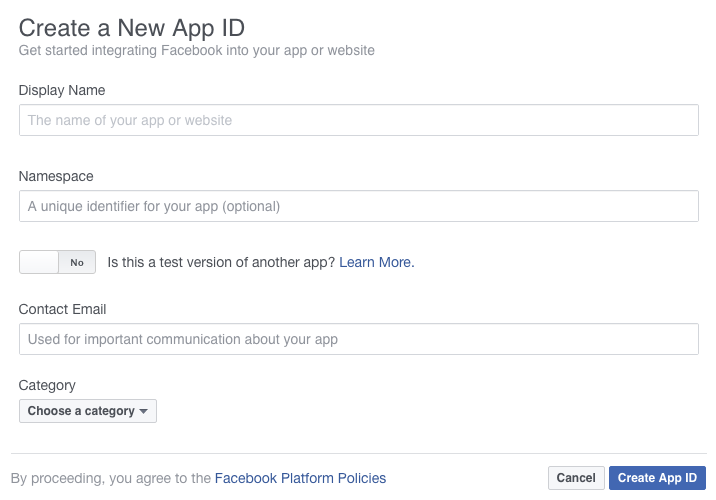 Create a New App ID
Get started integrating Facebook into your app or website
Display Name
The name of your app or website
Namespace
A unique identifier for your app (optional)
No Is this a test version of another app? Learn More.
Contact Email
Used for important communication about your app
Category
Choose a category
By proceeding, you agree to the Facebook Platform Policies Cancel Create App ID